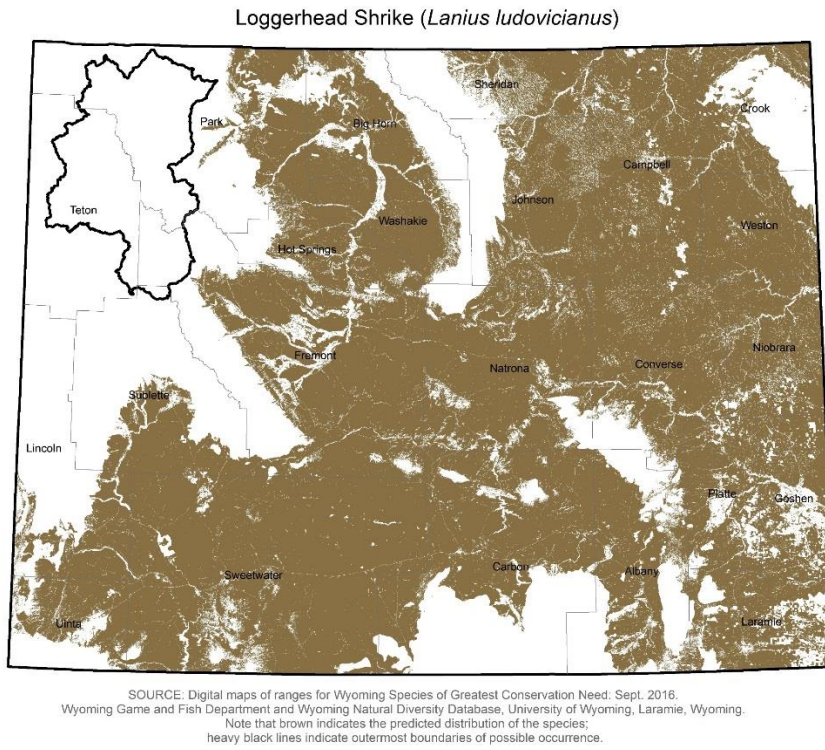 Loggerhead Shrike (Lanius ludovicianus)
Sheridan
Crook
Park
Big Horn
Campbell
Teton
Johnson
Washakie
Weston
Hot Springs
Fremont
Natrona
Converse
Niobrara
Sublette
Lincoln
Platte
Goshen
Sweetwater
Carbon
Albany
Uinta
Laramie
SOURCE: Digital maps of ranges for Wyoming Species of Greatest Conservation Need: Sept. 2016.
Wyoming Game and Fish Department and Wyoming Natural Diversity Database, University of Wyoming, Laramie, Wyoming.
Note that brown indicates the predicted distribution of the species;
heavy black lines indicate outermost boundaries of possible occurrence.